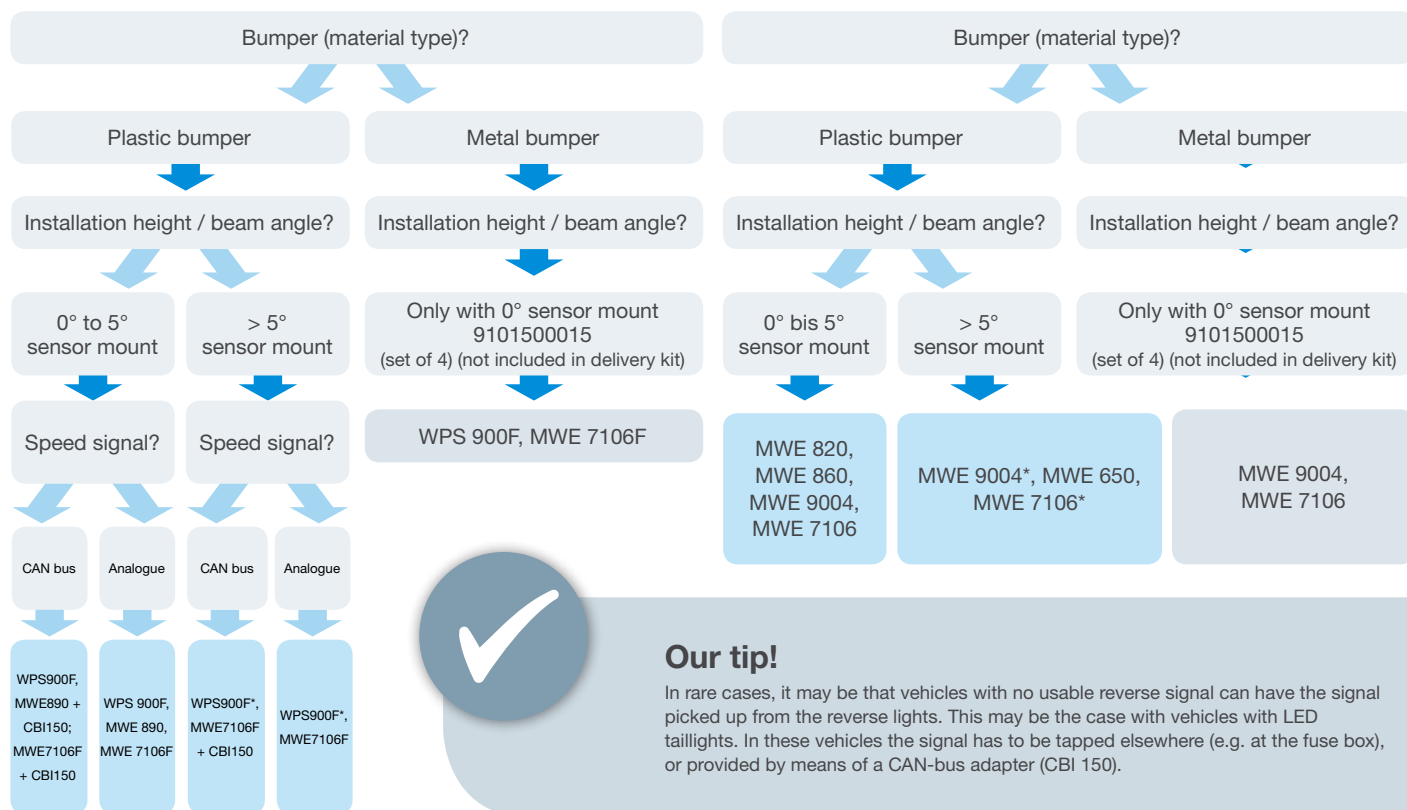 Bumper (material type)?
Plastic bumper
Metal bumper
Installation height / beam angle?
Installation height / beam angle?
0° to 5°
sensor mount
> 5°
sensor mount
Only with 0° sensor mount
9101500015
(set of 4) (not included in delivery kit)
Speed signal?
Speed signal?
WPS 900F, MWE 7106F
CAN bus
Analogue
CAN bus
Analogue
WPS900F,
MWE890 +
CBI150;
MWE7106F
+ CBI150
WPS 900F,
MWE 890,
MWE 7106F
WPS900F*,
MWE7106F
+ CBI150
WPS900F*,
MWE7106F
Bumper (material type)?
Plastic bumper
Metal bumper
Installation height / beam angle?
Installation height / beam angle?
0° bis 5°
sensor mount
> 5°
sensor mount
Only with 0° sensor mount
9101500015
(set of 4) (not included in delivery kit)
MWE 820,
MWE 860,
MWE 9004,
MWE 7106
MWE 9004*, MWE 650,
MWE 7106*
MWE 9004,
MWE 7106
Our tip!
In rare cases, it may be that vehicles with no usable reverse signal can have the signal
picked up from the reverse lights. This may be the case with vehicles with LED
taillights. In these vehicles the signal has to be tapped elsewhere (e.g. at the fuse box),
or provided by means of a CAN-bus adapter (CBI 150).